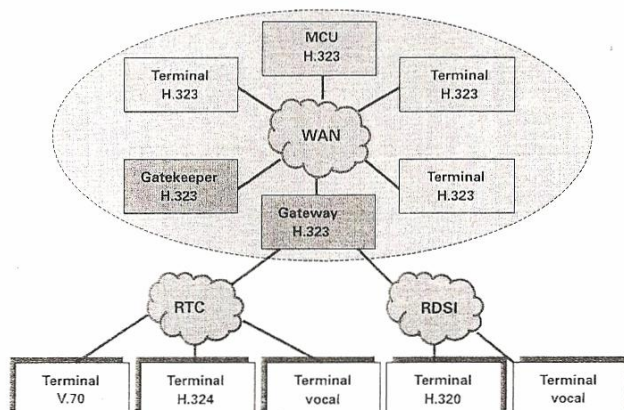 MCU
H.323
Terminal
H.323
Terminal
H.323
WAN
Gatekeeper
H.323
Terminal
H.323
Gateway
H.323
RTC
RDSI
Terminal
V.70
Terminal
H.324
Terminal
vocal
Terminal
H.320
Terminal
vocal